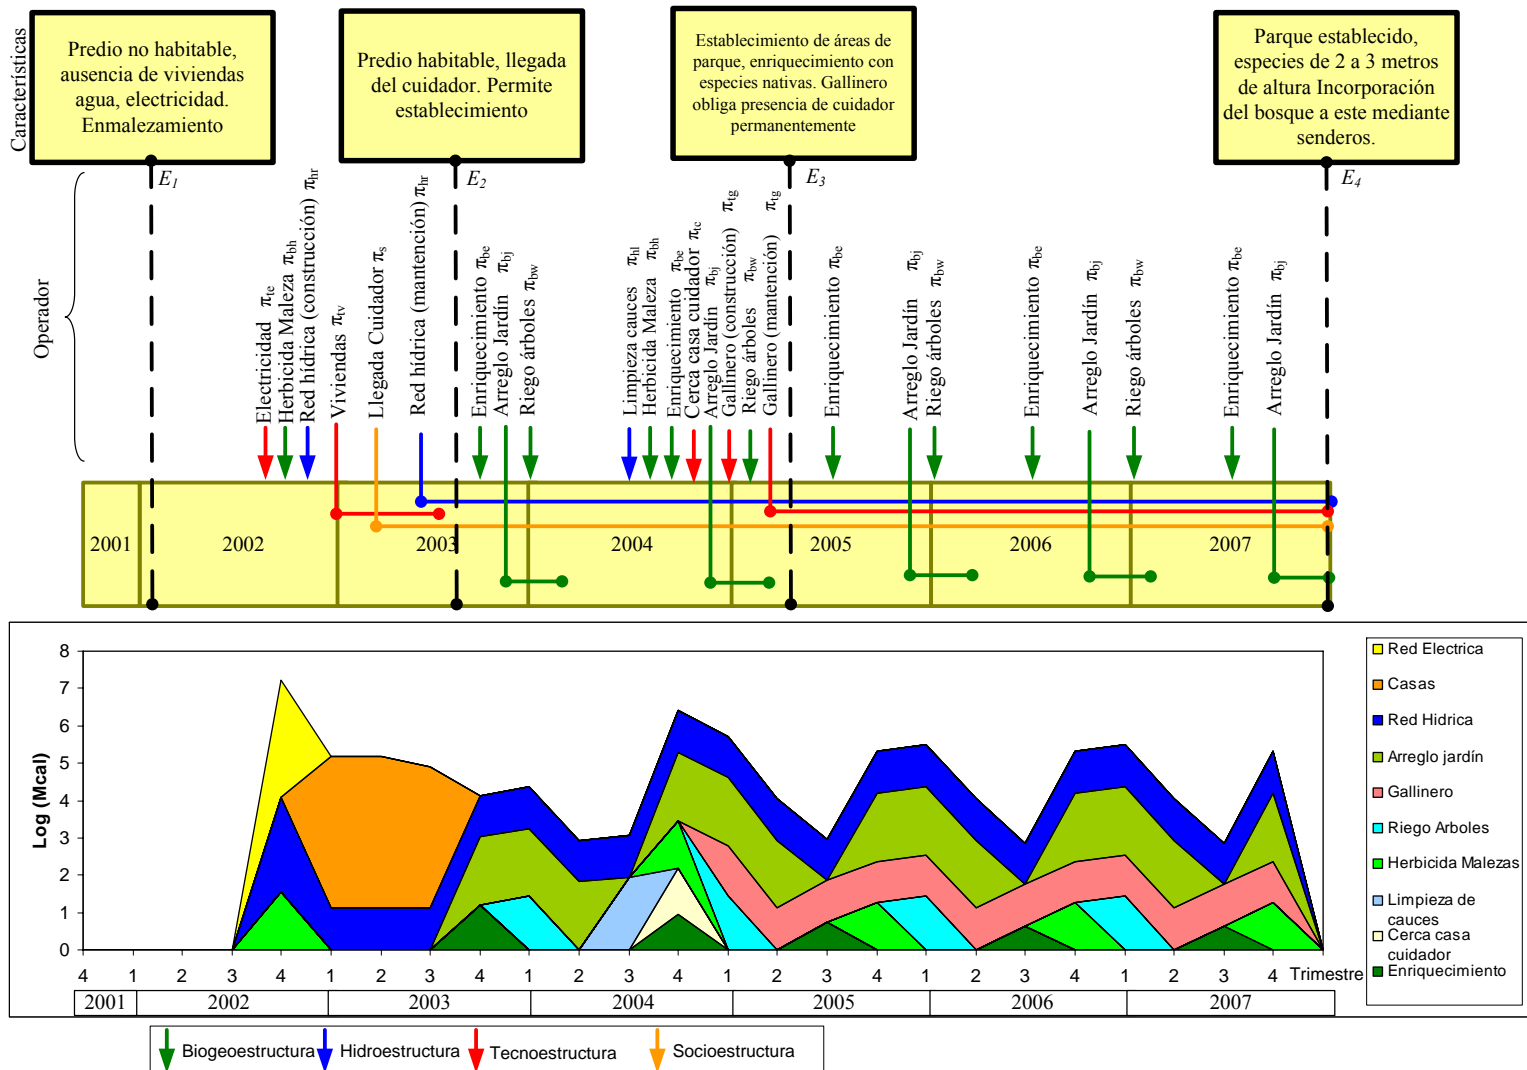 Características
Predio no habitable,
ausencia de viviendas
agua, electricidad.
Enmalezamiento
Predio habitable, llegada
del cuidador. Permite
establecimiento
Establecimiento de áreas de
parque, enriquecimiento con
especies nativas. Gallinero
obliga presencia de cuidador
permanentemente
Parque establecido,
especies de 2 a 3 metros
de altura Incorporación
del bosque a este mediante
senderos.
E1
E2
E3
E4
Operador
Electricidad πte
Herbicida Maleza πbh
Red hídrica (construcción) πhr
Viviendas πtv
Llegada Cuidador πs
Red hídrica (mantención) πhr
Enriquecimiento πbe
Arreglo Jardín πbj
Riego árboles πbw
Limpieza cauces πhl
Herbicida Maleza πbh
Enriquecimiento πbe
Cerca casa cuidador πtc
Arreglo Jardín πbj
Gallinero (construcción) πtg
Riego árboles πbw
Gallinero (mantención) πtg
Enriquecimiento πbe
Arreglo Jardín πbj
Riego árboles πbw
Enriquecimiento πbe
Arreglo Jardín πbj
Riego árboles πbw
Enriquecimiento πbe
Arreglo Jardín πbj
2001 2002 2003 2004 2005 2006 2007
Log (Mcal)
8
7
6
5
4
3
2
1
0
4 1 2 3 4 1 2 3 4 1 2 3 4 1 2 3 4 1 2 3 4 1 2 3 4 Trimestre
2001 2002 2003 2004 2005 2006 2007
Red Electrica
Casas
Red Hidrica
Arreglo jardín
Gallinero
Riego Arboles
Herbicida Malezas
Limpieza de
cauces
Cerca casa
cuidador
Enriquecimiento
Biogeoestructura Hidroestructura Tecnoestructura Socioestructura